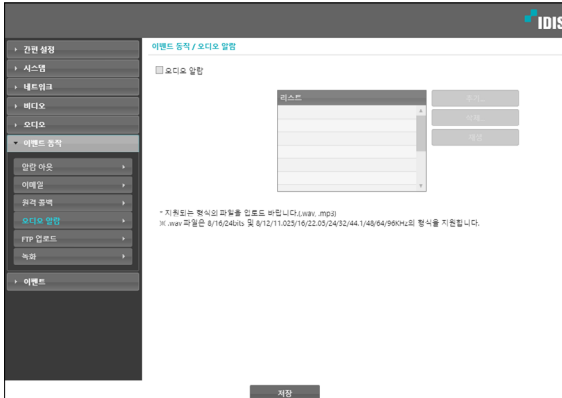 IDIS
이벤트 동작 / 오디오 알람
간편 설정
시스템
네트워크
비디오
오디오
이벤트 동작
알람 아웃
이메일
원격 콜백
오디오 알람
FTP 업로드
녹화
이벤트
오디오 알람
리스트
추가...
삭제...
* 지원되는 형식의 파일을 업로드 바랍니다.(.wav, .mp3)
※ .wav 파일은 8/16/24bits 및 8/12/11.025/16/22.05/24/32/44.1/48/64/96KHz의 형식을 지원합니다.
저장